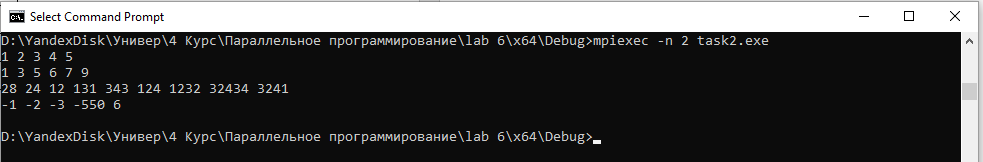 Select Command Prompt
D:\YandexDisk\Универ\4 Курс\Параллельное программирование\lab 6\x64\Debug>mpiexec -n 2 task2.exe
1 2 3 4 5
1 3 5 6 7 9
28 24 12 131 343 124 1232 32434 3241
-1 -2 -3 -550 6
D:\YandexDisk\Универ\4 Курс\Параллельное программирование\lab 6\x64\Debug>